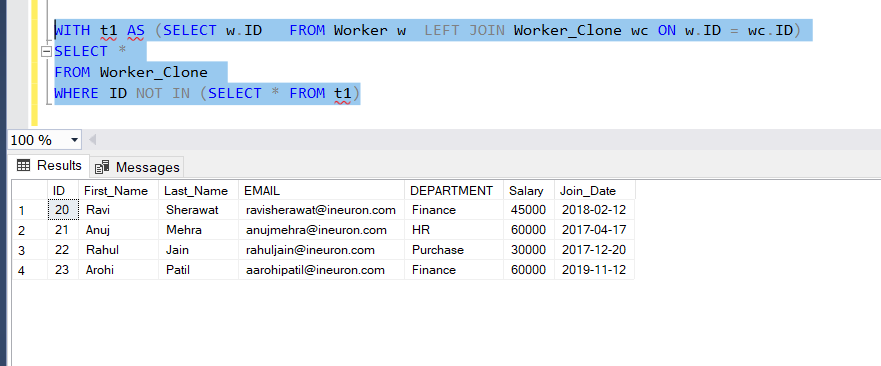 WITH t1 AS (SELECT w.ID   FROM Worker w  LEFT JOIN Worker_Clone wc ON w.ID = wc.ID)
SELECT *
FROM Worker_Clone
WHERE ID NOT IN (SELECT * FROM t1)
100 %
Results Messages
ID First_Name Last_Name EMAIL DEPARTMENT Salary Join_Date
1 20 Ravi Sherawat ravisherawat@ineuron.com Finance 45000 2018-02-12
2 21 Anuj Mehra anujmehra@ineuron.com HR 60000 2017-04-17
3 22 Rahul Jain rahuljain@ineuron.com Purchase 30000 2017-12-20
4 23 Arohi Patil aarohipatil@ineuron.com Finance 60000 2019-11-12